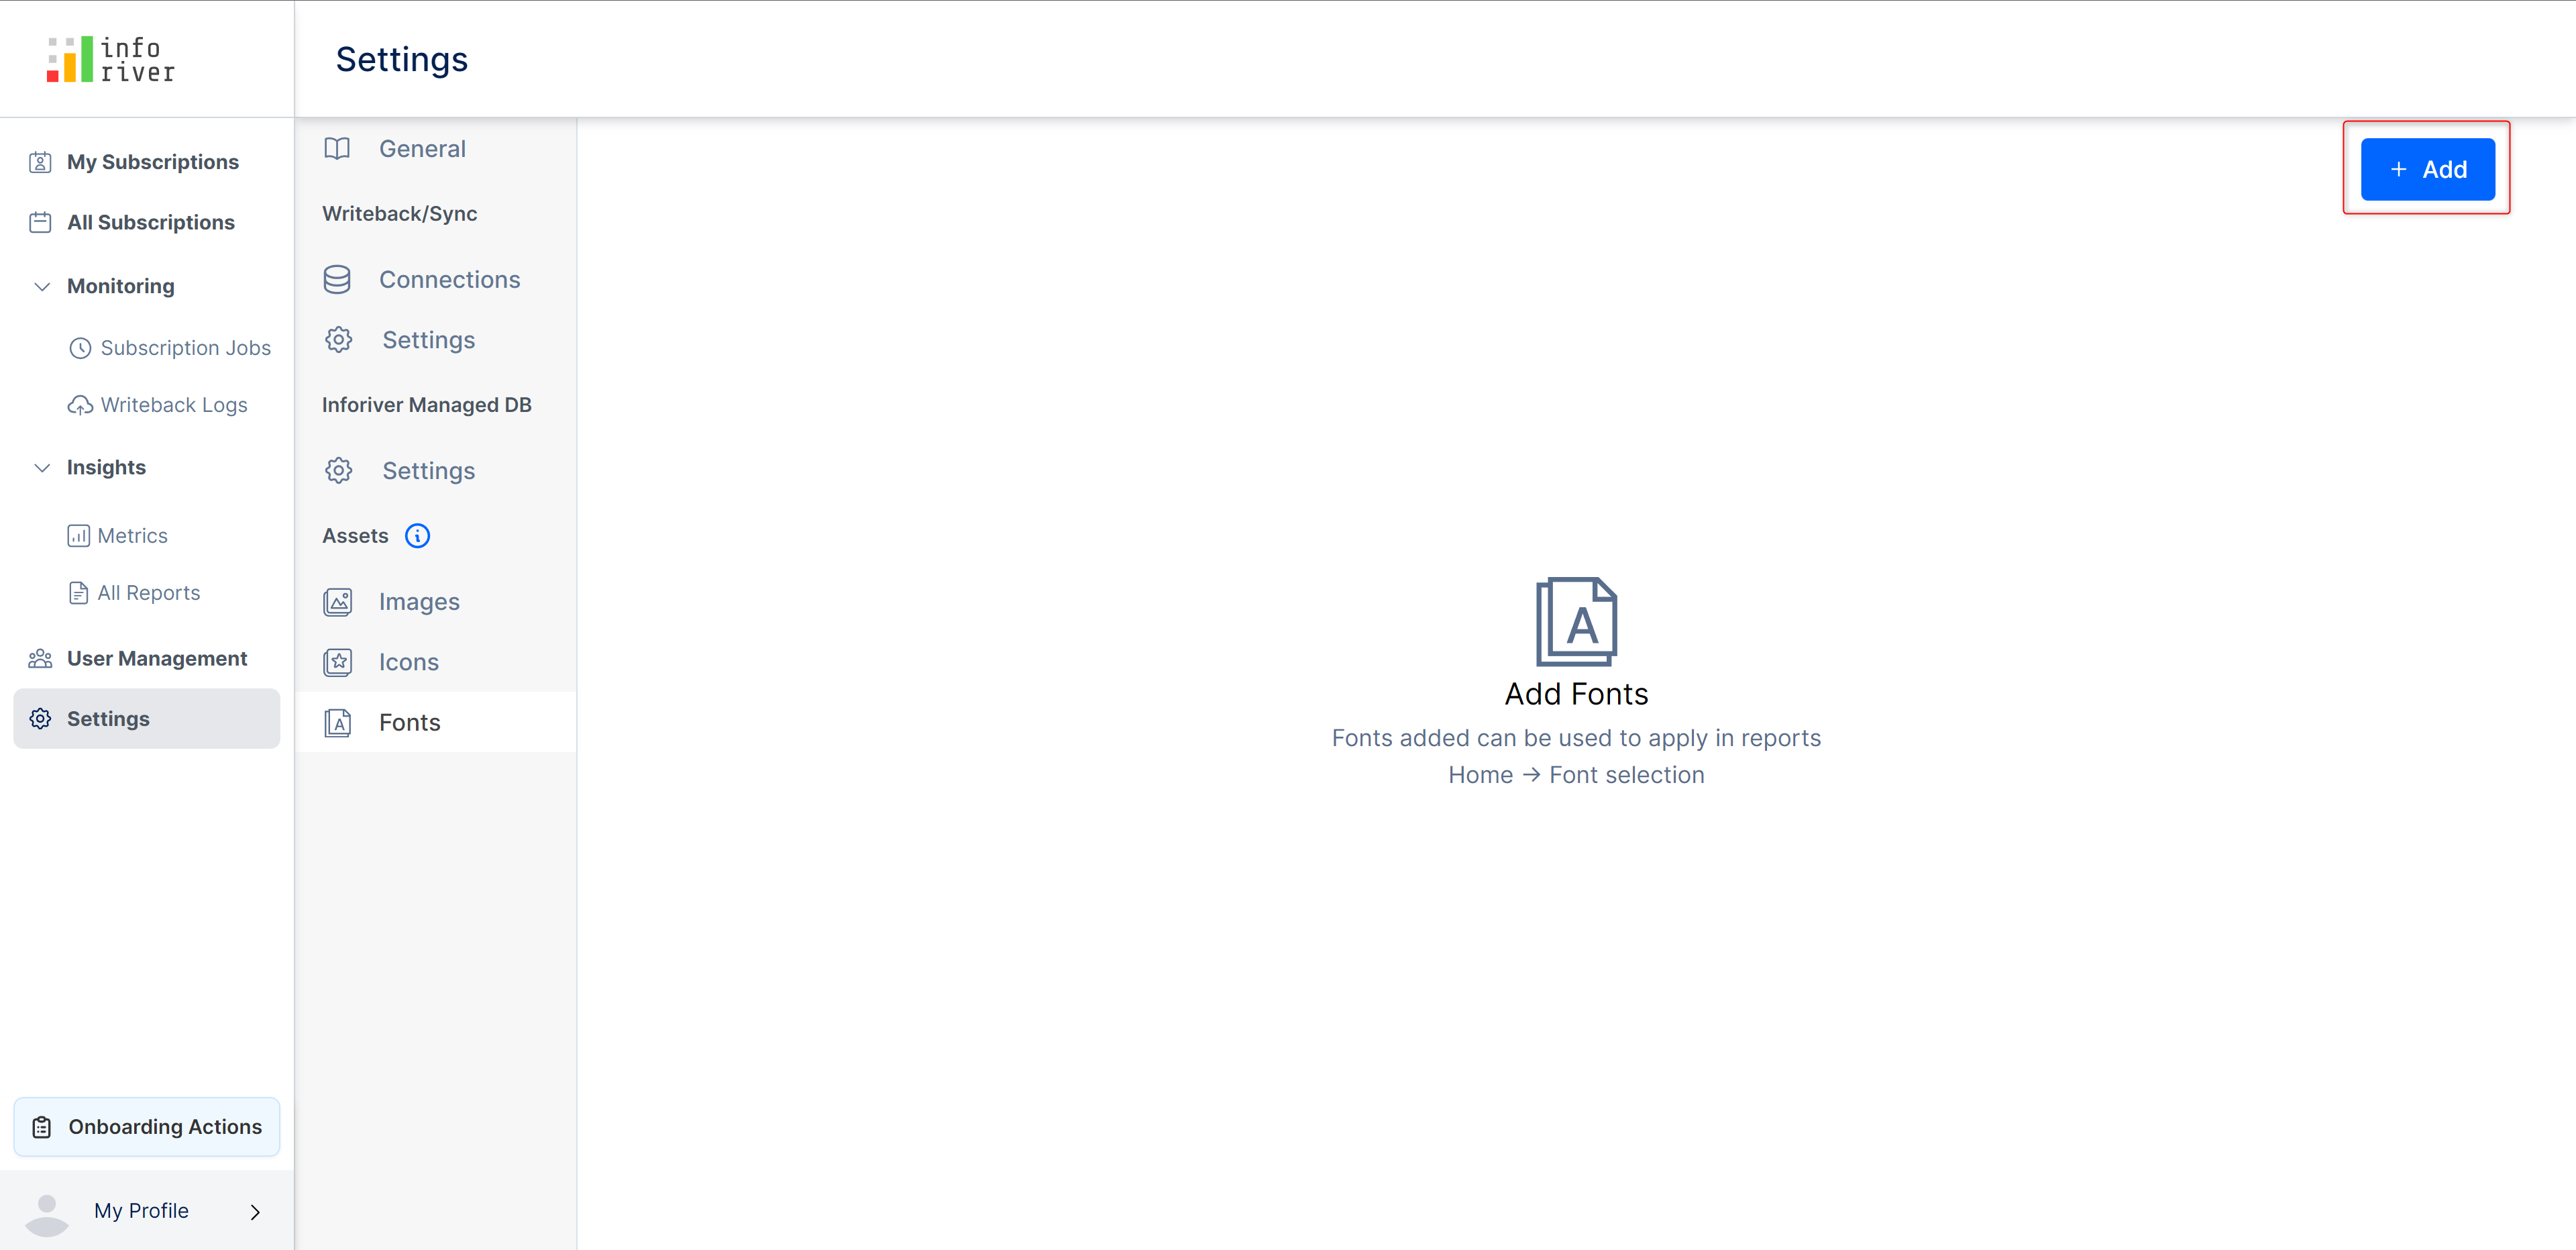 info
river
Settings
My Subscriptions
All Subscriptions
Monitoring
Subscription Jobs
Writeback Logs
Insights
Metrics
All Reports
User Management
Settings
Onboarding Actions
My Profile
General
Writeback/Sync
Connections
Settings
Inforiver Managed DB
Settings
Assets
Images
Icons
Fonts
+ Add
Add Fonts
Fonts added can be used to apply in reports
Home → Font selection